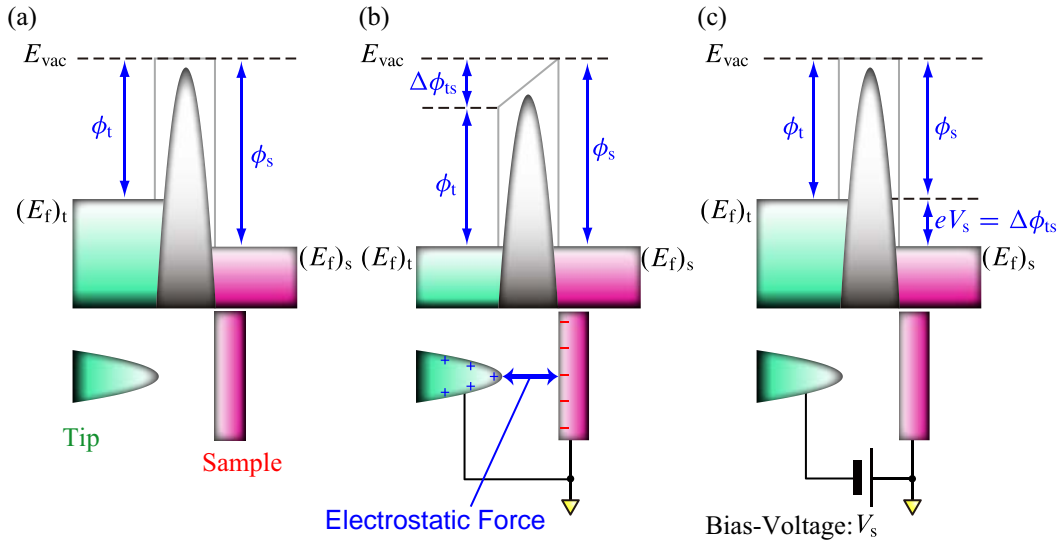 (a)
E_vac
ϕ_t
ϕ_s
(E_f)_t
(E_f)_s
Tip
Sample
(b)
E_vac
Δϕ_ts
ϕ_t
ϕ_s
(E_f)_t
(E_f)_s
+ + + + +
− − − − −
Electrostatic Force
(c)
E_vac
ϕ_t
ϕ_s
(E_f)_t
eV_s = Δϕ_ts
(E_f)_s
Bias-Voltage: V_s